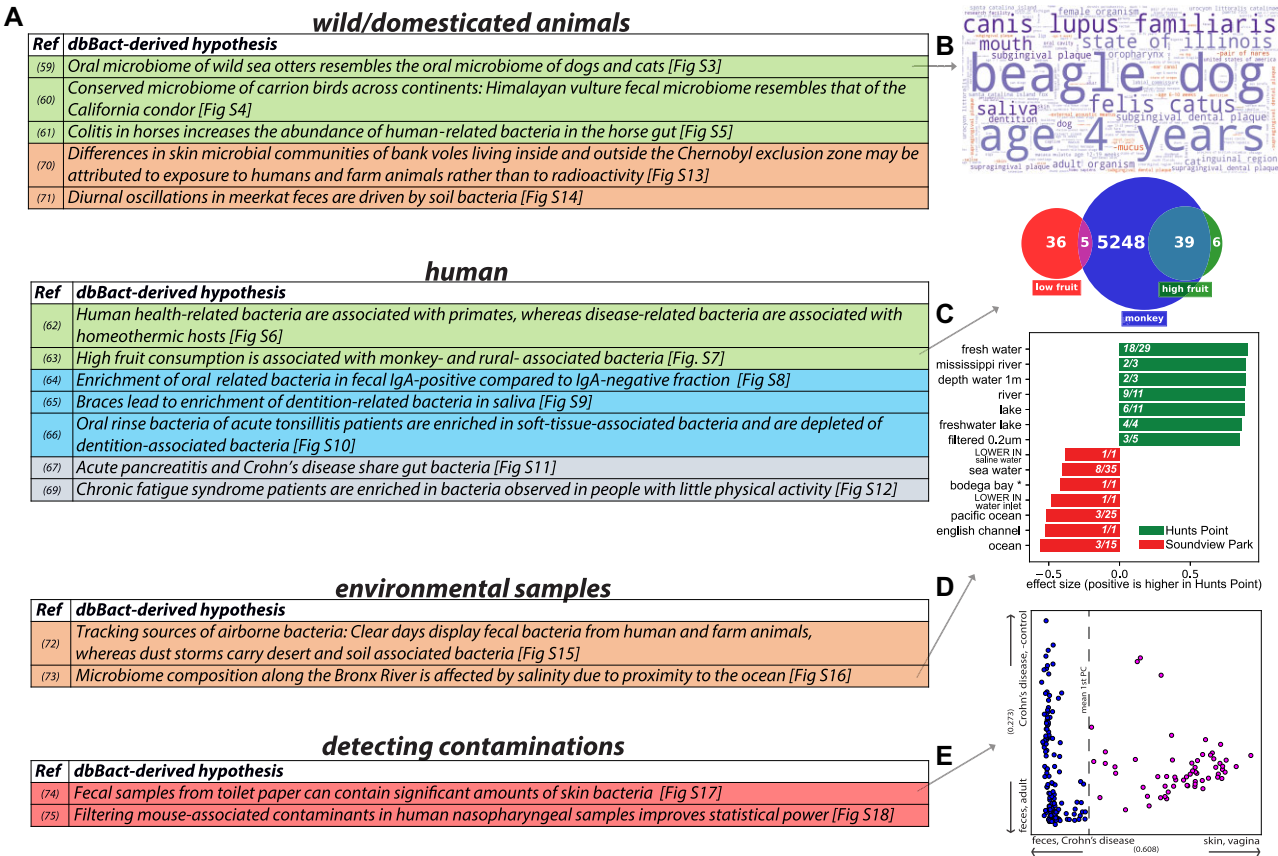 A
wild/domesticated animals
Ref dbBact-derived hypothesis
(59) Oral microbiome of wild sea otters resembles the oral microbiome of dogs and cats [Fig S3]
(60) Conserved microbiome of carrion birds across continents: Himalayan vulture fecal microbiome resembles that of the
California condor [Fig S4]
(61) Colitis in horses increases the abundance of human-related bacteria in the horse gut [Fig S5]
(70) Differences in skin microbial communities of bank voles living inside and outside the Chernobyl exclusion zone may be
attributed to exposure to humans and farm animals rather than to radioactivity [Fig S13]
(71) Diurnal oscillations in meerkat feces are driven by soil bacteria [Fig S14]
human
Ref dbBact-derived hypothesis
(62) Human health-related bacteria are associated with primates, whereas disease-related bacteria are associated with
homeothermic hosts [Fig S6]
(63) High fruit consumption is associated with monkey- and rural- associated bacteria [Fig. S7]
(64) Enrichment of oral related bacteria in fecal IgA-positive compared to IgA-negative fraction [Fig S8]
(65) Braces lead to enrichment of dentition-related bacteria in saliva [Fig S9]
(66) Oral rinse bacteria of acute tonsillitis patients are enriched in soft-tissue-associated bacteria and are depleted of
dentition-associated bacteria [Fig S10]
(67) Acute pancreatitis and Crohn's disease share gut bacteria [Fig S11]
(69) Chronic fatigue syndrome patients are enriched in bacteria observed in people with little physical activity [Fig S12]
environmental samples
Ref dbBact-derived hypothesis
(72) Tracking sources of airborne bacteria: Clear days display fecal bacteria from human and farm animals,
whereas dust storms carry desert and soil associated bacteria [Fig S15]
(73) Microbiome composition along the Bronx River is affected by salinity due to proximity to the ocean [Fig S16]
detecting contaminations
Ref dbBact-derived hypothesis
(74) Fecal samples from toilet paper can contain significant amounts of skin bacteria [Fig S17]
(75) Filtering mouse-associated contaminants in human nasopharyngeal samples improves statistical power [Fig S18]
B
female organism
canis lupus familiaris
mouth state of illinois
subgingival plaque oropharynx -pair of nares
beagle dog
saliva felis catus
dentition subgingival dental plaque
dog
age 4 years
-mucus
cat inguinal region
supragingival plaque adult organism supragingival dental plaque
36 5 5248 39 6
low fruit high fruit
monkey
C
fresh water 18/29
mississippi river 2/3
depth water 1m 2/3
river 9/11
lake 6/11
freshwater lake 4/4
filtered 0.2um 3/5
LOWER IN
saline water 1/1
sea water 8/35
bodega bay * 1/1
LOWER IN
water inlet 1/1
pacific ocean 3/25
english channel 1/1
ocean 3/15
Hunts Point
Soundview Park
−0.5 0.0 0.5
effect size (positive is higher in Hunts Point)
D
E
(0.273)
Crohn's disease, -control
feces, adult
mean 1st PC
feces, Crohn's disease
(0.608)
skin, vagina